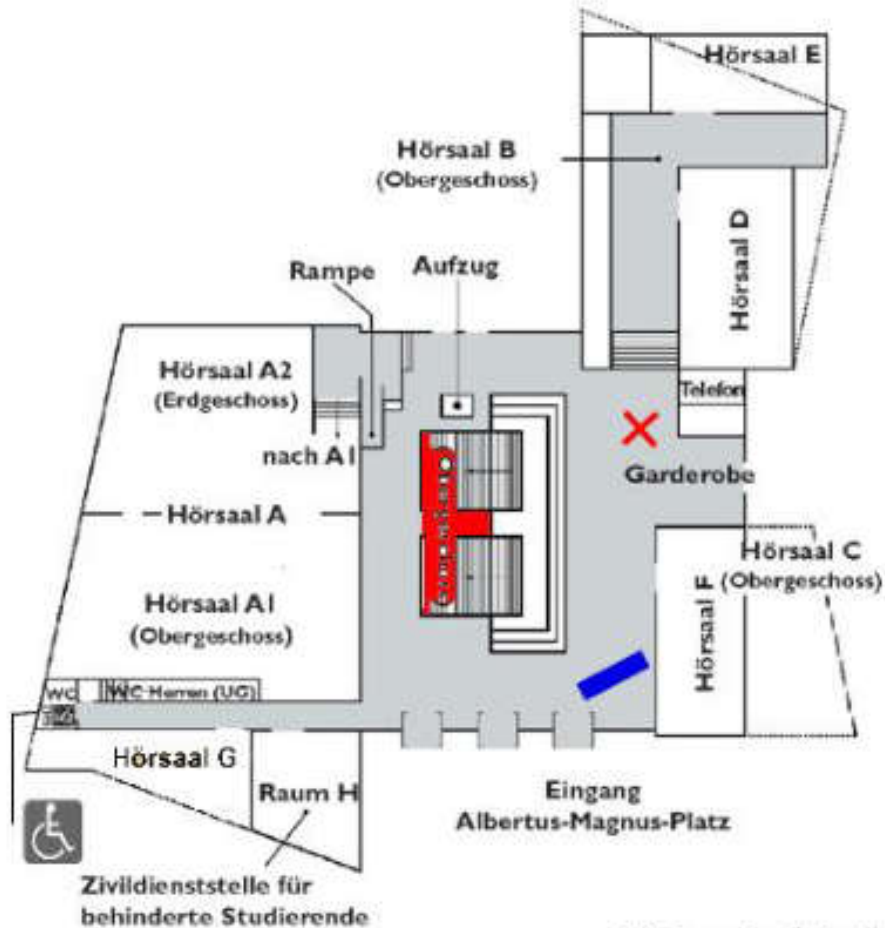 Hörsaal E
Hörsaal B
(Obergeschoss)
Hörsaal D
Rampe
Aufzug
Hörsaal A2
(Erdgeschoss)
Telefon
nach A1
Garderobe
Hörsaal A
Hörsaal C
(Obergeschoss)
Hörsaal F
Hörsaal A1
(Obergeschoss)
WC
WC Herren (UG)
Hörsaal G
Raum H
Eingang
Albertus-Magnus-Platz
Zivildienststelle für
behinderte Studierende